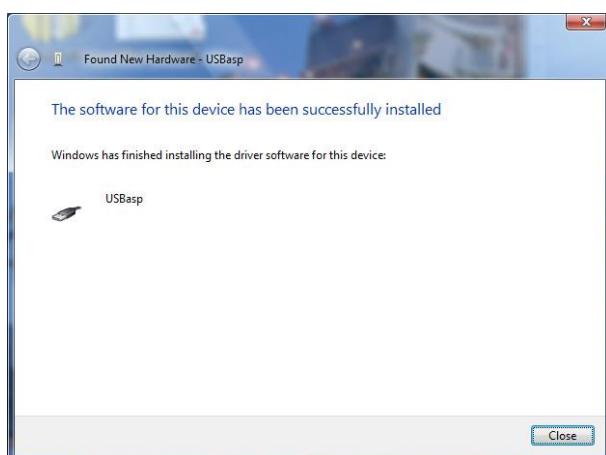 Found New Hardware - USBasp
The software for this device has been successfully installed
Windows has finished installing the driver software for this device:
USBasp
Close